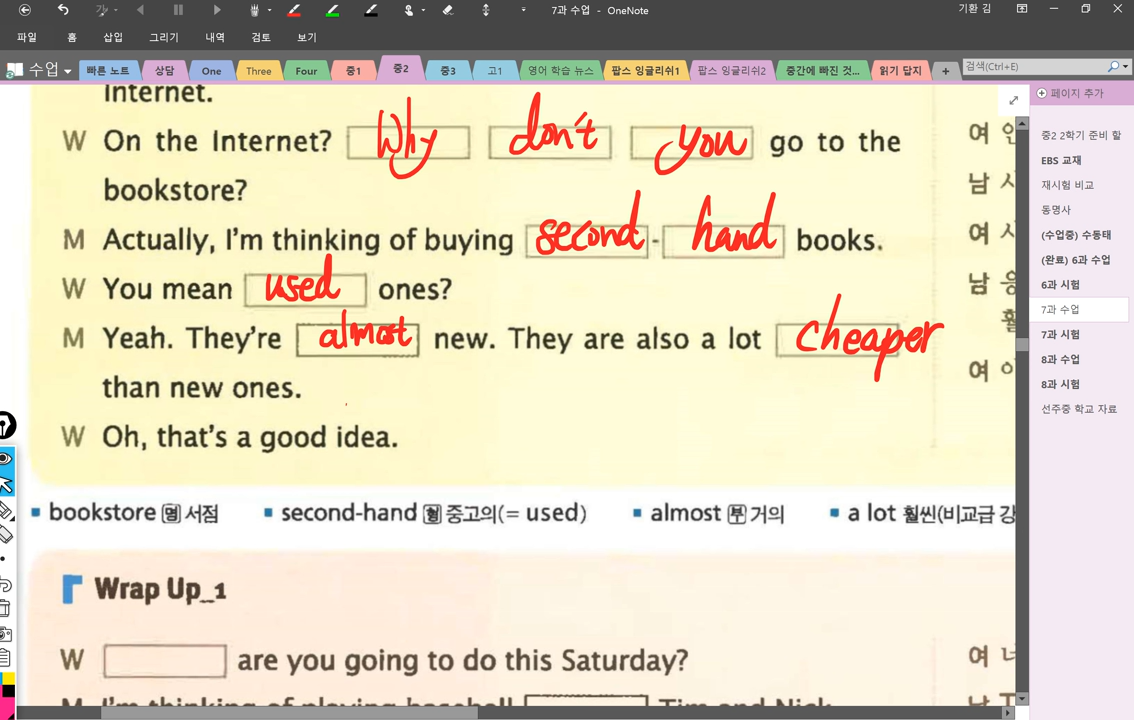 7과 수업 - OneNote
기환 김
파일 홈 삽입 그리기 내역 검토 보기
수업 빠른 노트 상담 One Three Four 중1 중2 중3 고1 영어 학습 뉴스 팝스 잉글리쉬1 팝스 잉글리쉬2 중간에 빠진 것... 읽기 답지 + 검색(Ctrl+E)
Internet.
W On the Internet? Why don't you go to the
bookstore?
M Actually, I'm thinking of buying second - hand books.
W You mean used ones?
M Yeah. They're almost new. They are also a lot cheaper
than new ones.
W Oh, that's a good idea.
여
남
여
남
여
bookstore 명 서점 second-hand 형 중고의(= used) almost 부 거의 a lot 훨씬(비교급 강
Wrap Up_1
W are you going to do this Saturday?
여 너
M I'm thinking of playing baseball Tim and Nick.
남
페이지 추가
중2 2학기 준비 할
EBS 교재
재시험 비교
동명사
(수업중) 수동태
(완료) 6과 수업
6과 시험
7과 수업
7과 시험
8과 수업
8과 시험
선주중 학교 자료